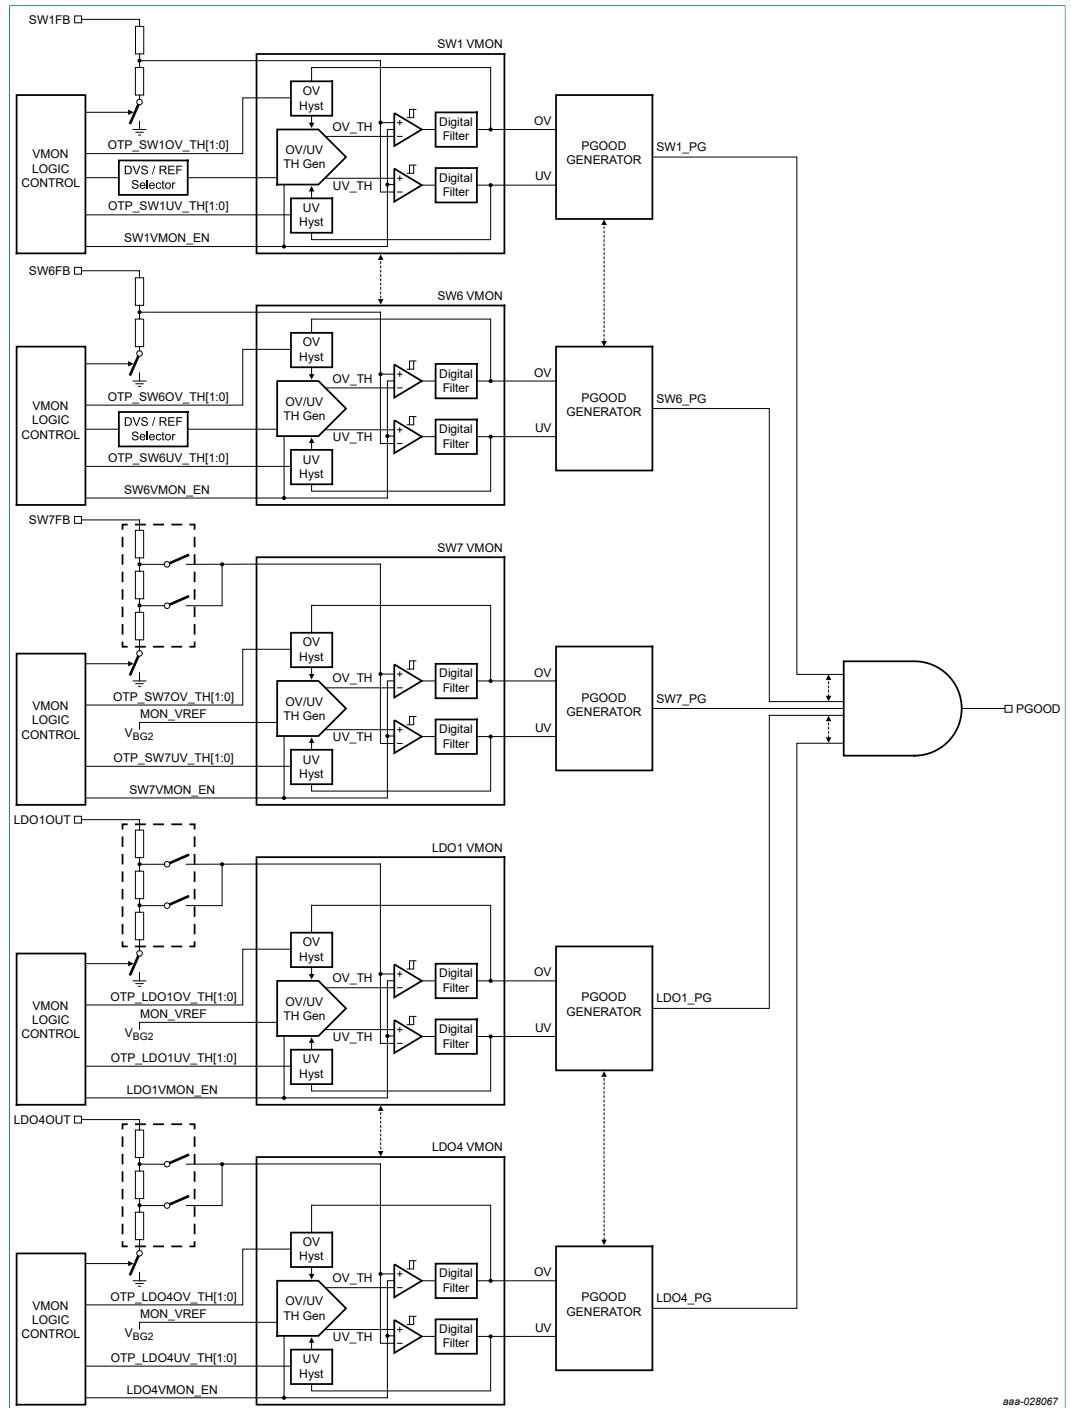 SW1FB
SW1 VMON
VMON
LOGIC
CONTROL
OTP_SW1OV_TH[1:0]
DVS / REF
Selector
OTP_SW1UV_TH[1:0]
SW1VMON_EN
OV
Hyst
OV/UV
TH Gen
UV
Hyst
OV_TH
UV_TH
+
−
+
−
Digital
Filter
Digital
Filter
OV
UV
PGOOD
GENERATOR
SW1_PG
SW6FB
SW6 VMON
VMON
LOGIC
CONTROL
OTP_SW6OV_TH[1:0]
DVS / REF
Selector
OTP_SW6UV_TH[1:0]
SW6VMON_EN
OV
Hyst
OV/UV
TH Gen
UV
Hyst
OV_TH
UV_TH
+
−
+
−
Digital
Filter
Digital
Filter
OV
UV
PGOOD
GENERATOR
SW6_PG
SW7FB
SW7 VMON
VMON
LOGIC
CONTROL
OTP_SW7OV_TH[1:0]
MON_VREF
VBG2
OTP_SW7UV_TH[1:0]
SW7VMON_EN
OV
Hyst
OV/UV
TH Gen
UV
Hyst
OV_TH
UV_TH
+
−
+
−
Digital
Filter
Digital
Filter
OV
UV
PGOOD
GENERATOR
SW7_PG
PGOOD
LDO1OUT
LDO1 VMON
VMON
LOGIC
CONTROL
OTP_LDO1OV_TH[1:0]
MON_VREF
VBG2
OTP_LDO1UV_TH[1:0]
LDO1VMON_EN
OV
Hyst
OV/UV
TH Gen
UV
Hyst
OV_TH
UV_TH
+
−
+
−
Digital
Filter
Digital
Filter
OV
UV
PGOOD
GENERATOR
LDO1_PG
LDO4OUT
LDO4 VMON
VMON
LOGIC
CONTROL
OTP_LDO4OV_TH[1:0]
MON_VREF
VBG2
OTP_LDO4UV_TH[1:0]
LDO4VMON_EN
OV
Hyst
OV/UV
TH Gen
UV
Hyst
OV_TH
UV_TH
+
−
+
−
Digital
Filter
Digital
Filter
OV
UV
PGOOD
GENERATOR
LDO4_PG
aaa-028067